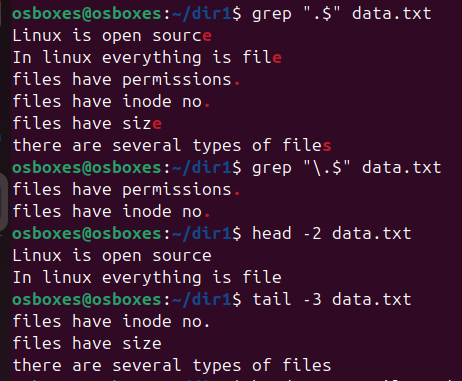 osboxes@osboxes:~/dir1$ grep ".$" data.txt
Linux is open source
In linux everything is file
files have permissions.
files have inode no.
files have size
there are several types of files
osboxes@osboxes:~/dir1$ grep "\.$" data.txt
files have permissions.
files have inode no.
osboxes@osboxes:~/dir1$ head -2 data.txt
Linux is open source
In linux everything is file
osboxes@osboxes:~/dir1$ tail -3 data.txt
files have inode no.
files have size
there are several types of files